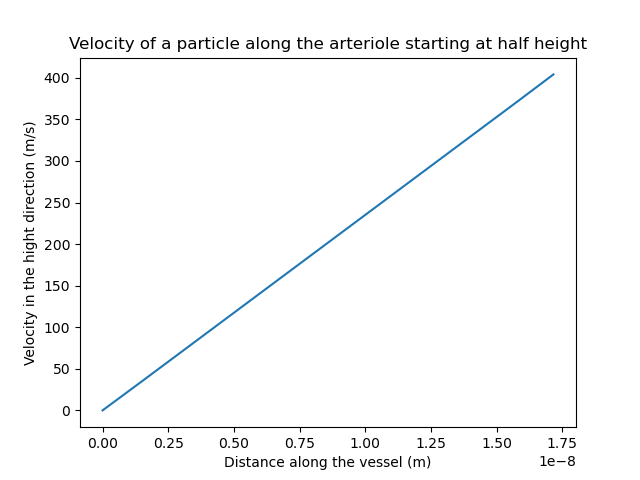 Velocity of a particle along the arteriole starting at half height
400
350
300
250
200
150
100
50
0
Velocity in the hight direction (m/s)
0.00 0.25 0.50 0.75 1.00 1.25 1.50 1.75
1e−8
Distance along the vessel (m)